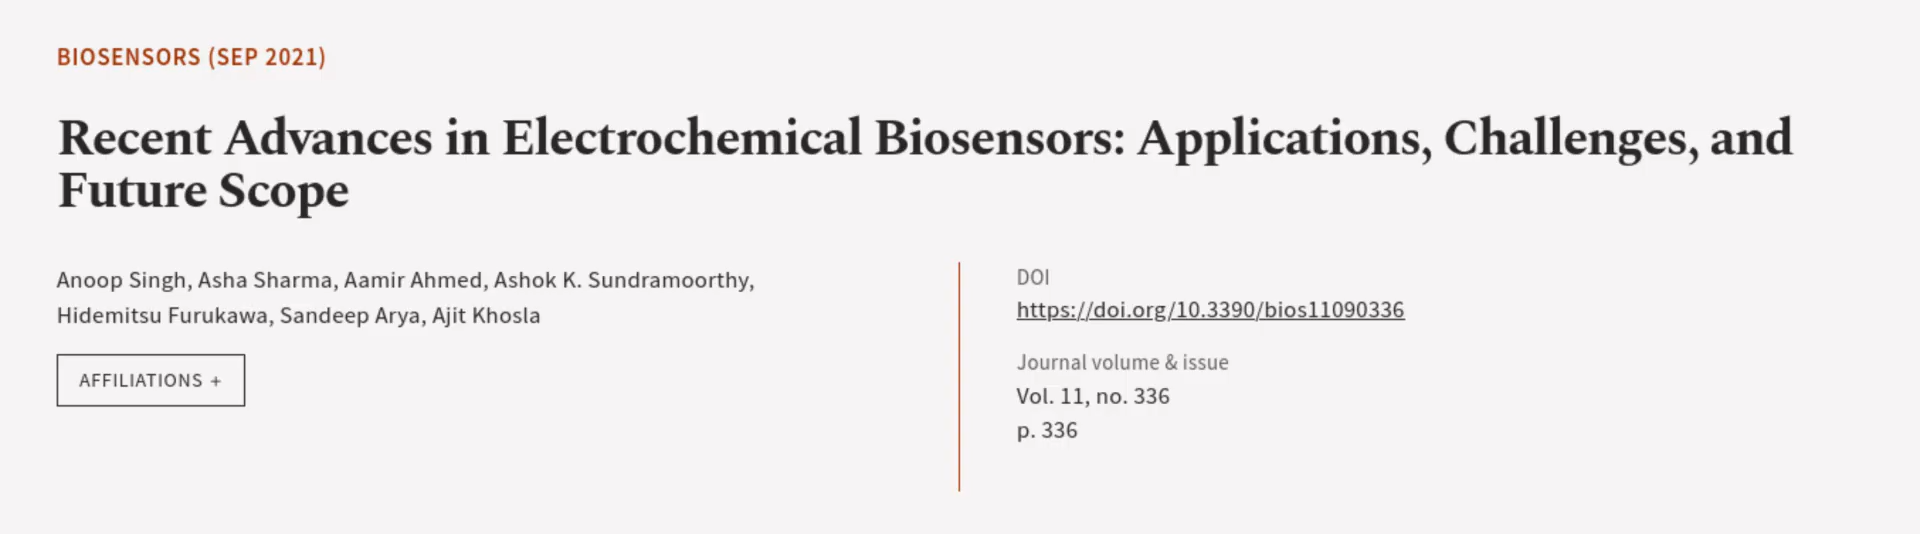 BIOSENSORS (SEP 2021)
Recent Advances in Electrochemical Biosensors: Applications, Challenges, and
Future Scope
Anoop Singh, Asha Sharma, Aamir Ahmed, Ashok K. Sundramoorthy,
Hidemitsu Furukawa, Sandeep Arya, Ajit Khosla
AFFILIATIONS +
DOI
https://doi.org/10.3390/bios11090336
Journal volume & issue
Vol. 11, no. 336
p. 336